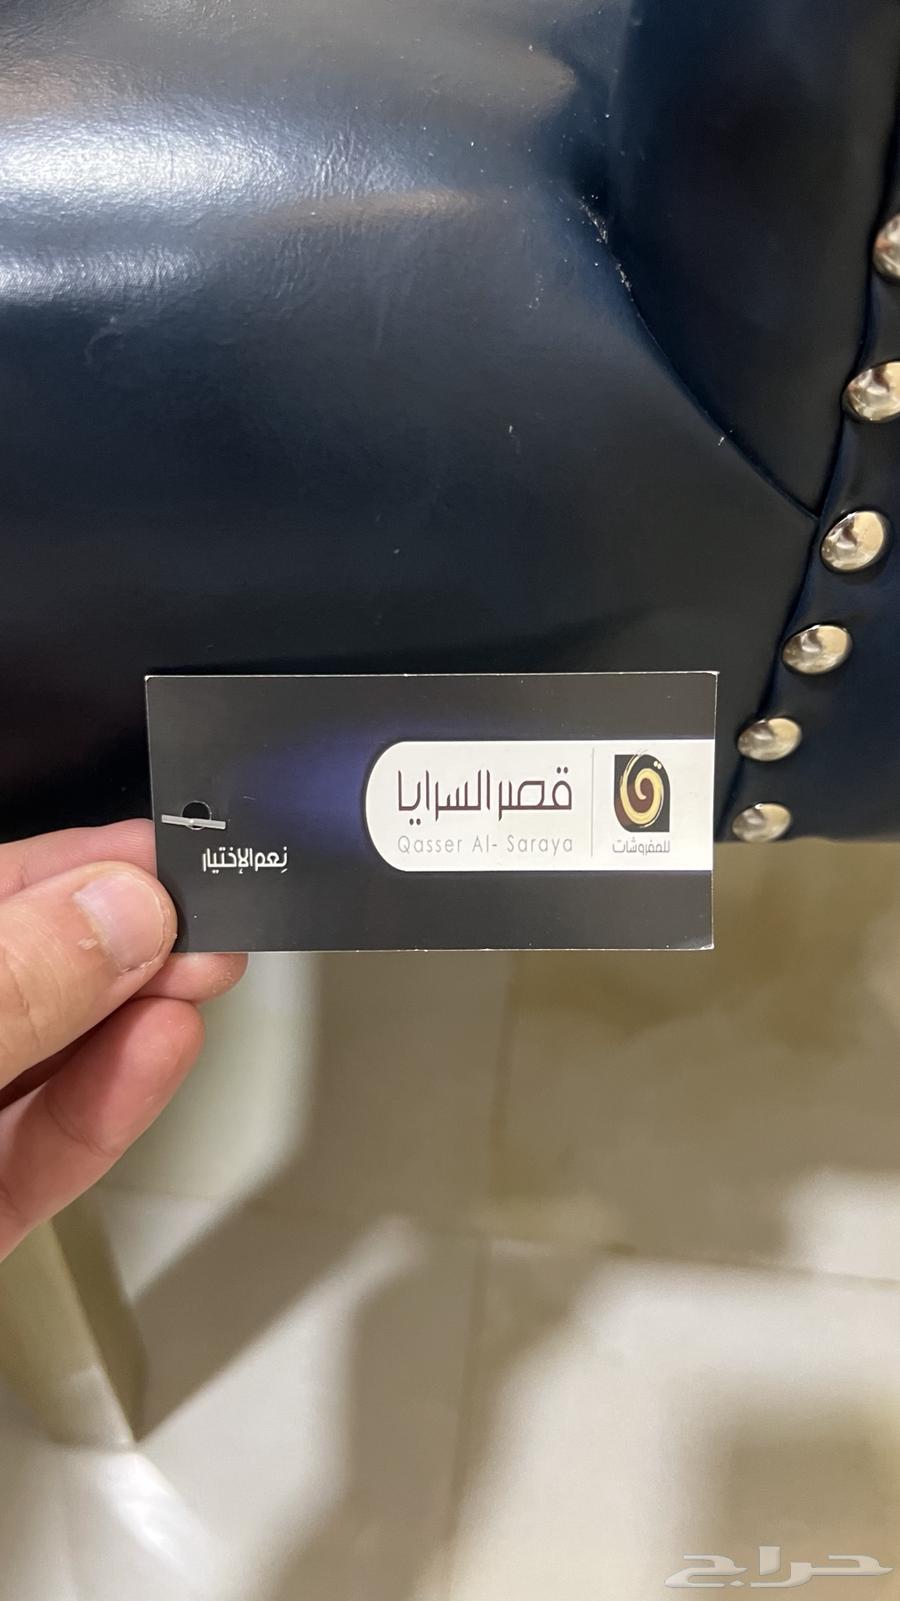 قصر السرايا
Qasser Al- Saraya
للمفروشات
نِعم الإختيار
حراج